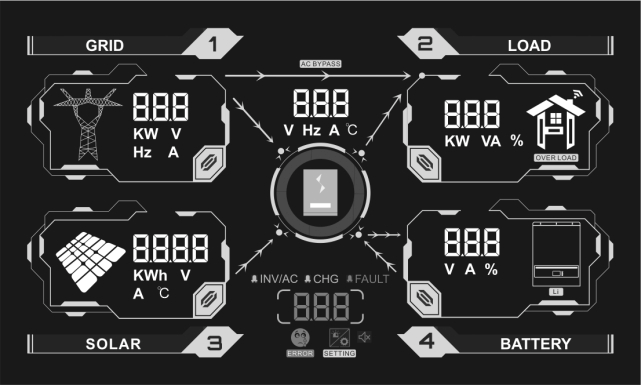 GRID 1
2 LOAD
AC BYPASS
8.8.8
KW V
Hz A
8.8.8
V Hz A °C
8.8.8
KW VA %
OVER LOAD
8.8.8.8
KWh V
A °C
8.8.8
V A %
Li
INV/AC CHG FAULT
8.8.8
ERROR SETTING
SOLAR 3
4 BATTERY